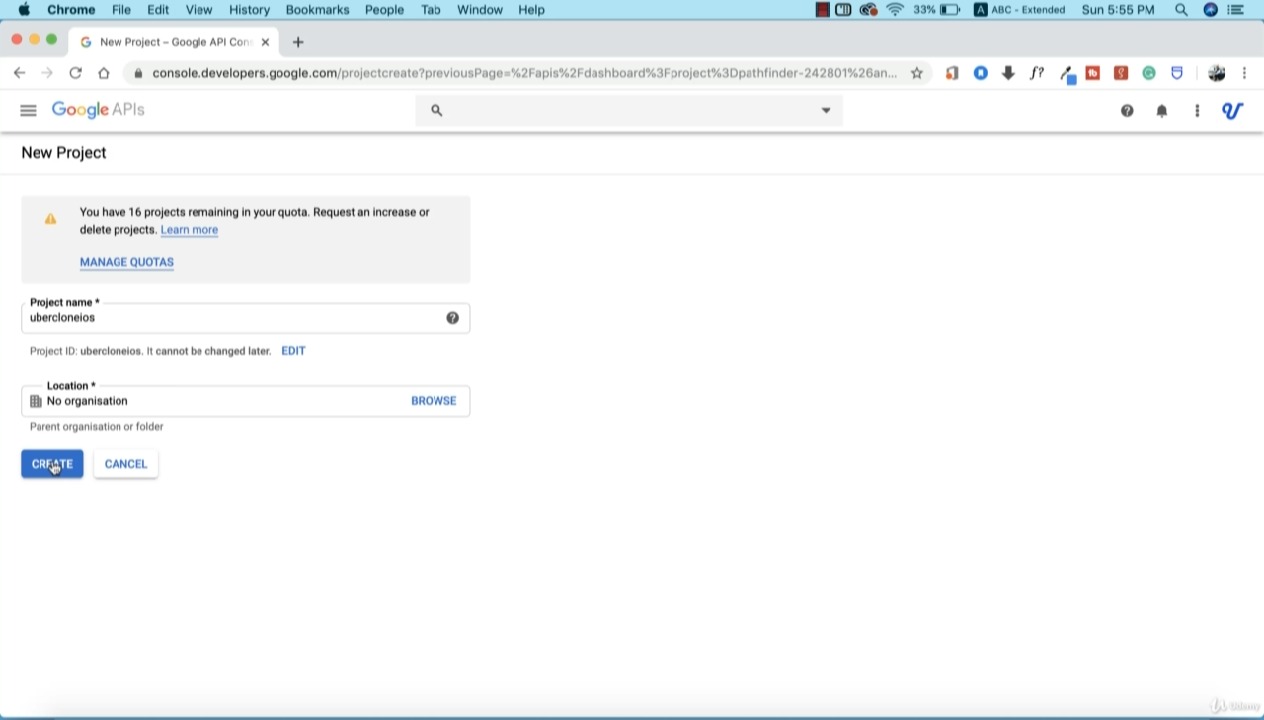 Chrome File Edit View History Bookmarks People Tab Window Help 33% A ABC - Extended Sun 5:55 PM
New Project – Google API Con
console.developers.google.com/projectcreate?previousPage=%2Fapis%2Fdashboard%3Fproject%3Dpathfinder-242801%26an... f?
Google APIs
New Project
You have 16 projects remaining in your quota. Request an increase or
delete projects. Learn more
MANAGE QUOTAS
Project name *
ubercloneios
Project ID: ubercloneios. It cannot be changed later. EDIT
Location *
No organisation BROWSE
Parent organisation or folder
CREATE CANCEL
Udemy